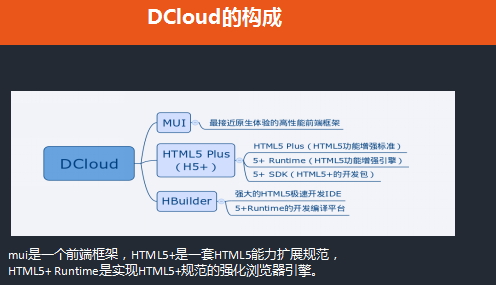 DCloud的构成
DCloud
MUI
最接近原生体验的高性能前端框架
HTML5 Plus
（H5+）
HTML5 Plus（HTML5功能增强标准）
5+ Runtime（HTML5功能增强引擎）
5+ SDK（HTML5+的开发包）
HBuilder
强大的HTML5极速开发IDE
5+Runtime的开发编译平台
mui是一个前端框架，HTML5+是一套HTML5能力扩展规范，
HTML5+ Runtime是实现HTML5+规范的强化浏览器引擎。